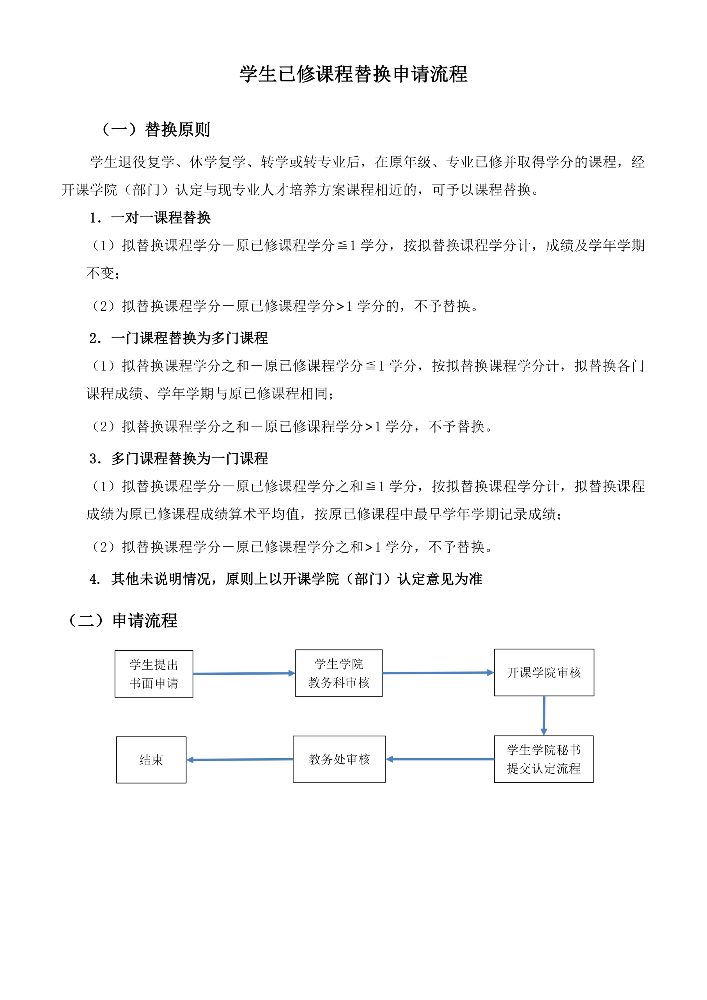 学生已修课程替换申请流程
（一）替换原则
学生退役复学、休学复学、转学或转专业后，在原年级、专业已修并取得学分的课程，经
开课学院（部门）认定与现专业人才培养方案课程相近的，可予以课程替换。
1. 一对一课程替换
（1）拟替换课程学分－原已修课程学分≦1 学分，按拟替换课程学分计，成绩及学年学期
不变；
（2）拟替换课程学分－原已修课程学分>1 学分的，不予替换。
2. 一门课程替换为多门课程
（1）拟替换课程学分之和－原已修课程学分≦1 学分，按拟替换课程学分计，拟替换各门
课程成绩、学年学期与原已修课程相同；
（2）拟替换课程学分之和－原已修课程学分>1 学分，不予替换。
3. 多门课程替换为一门课程
（1）拟替换课程学分－原已修课程学分之和≦1 学分，按拟替换课程学分计，拟替换课程
成绩为原已修课程成绩算术平均值，按原已修课程中最早学年学期记录成绩；
（2）拟替换课程学分－原已修课程学分之和>1 学分，不予替换。
4. 其他未说明情况，原则上以开课学院（部门）认定意见为准
（二）申请流程
学生提出
书面申请
学生学院
教务科审核
开课学院审核
学生学院秘书
提交认定流程
教务处审核
结束